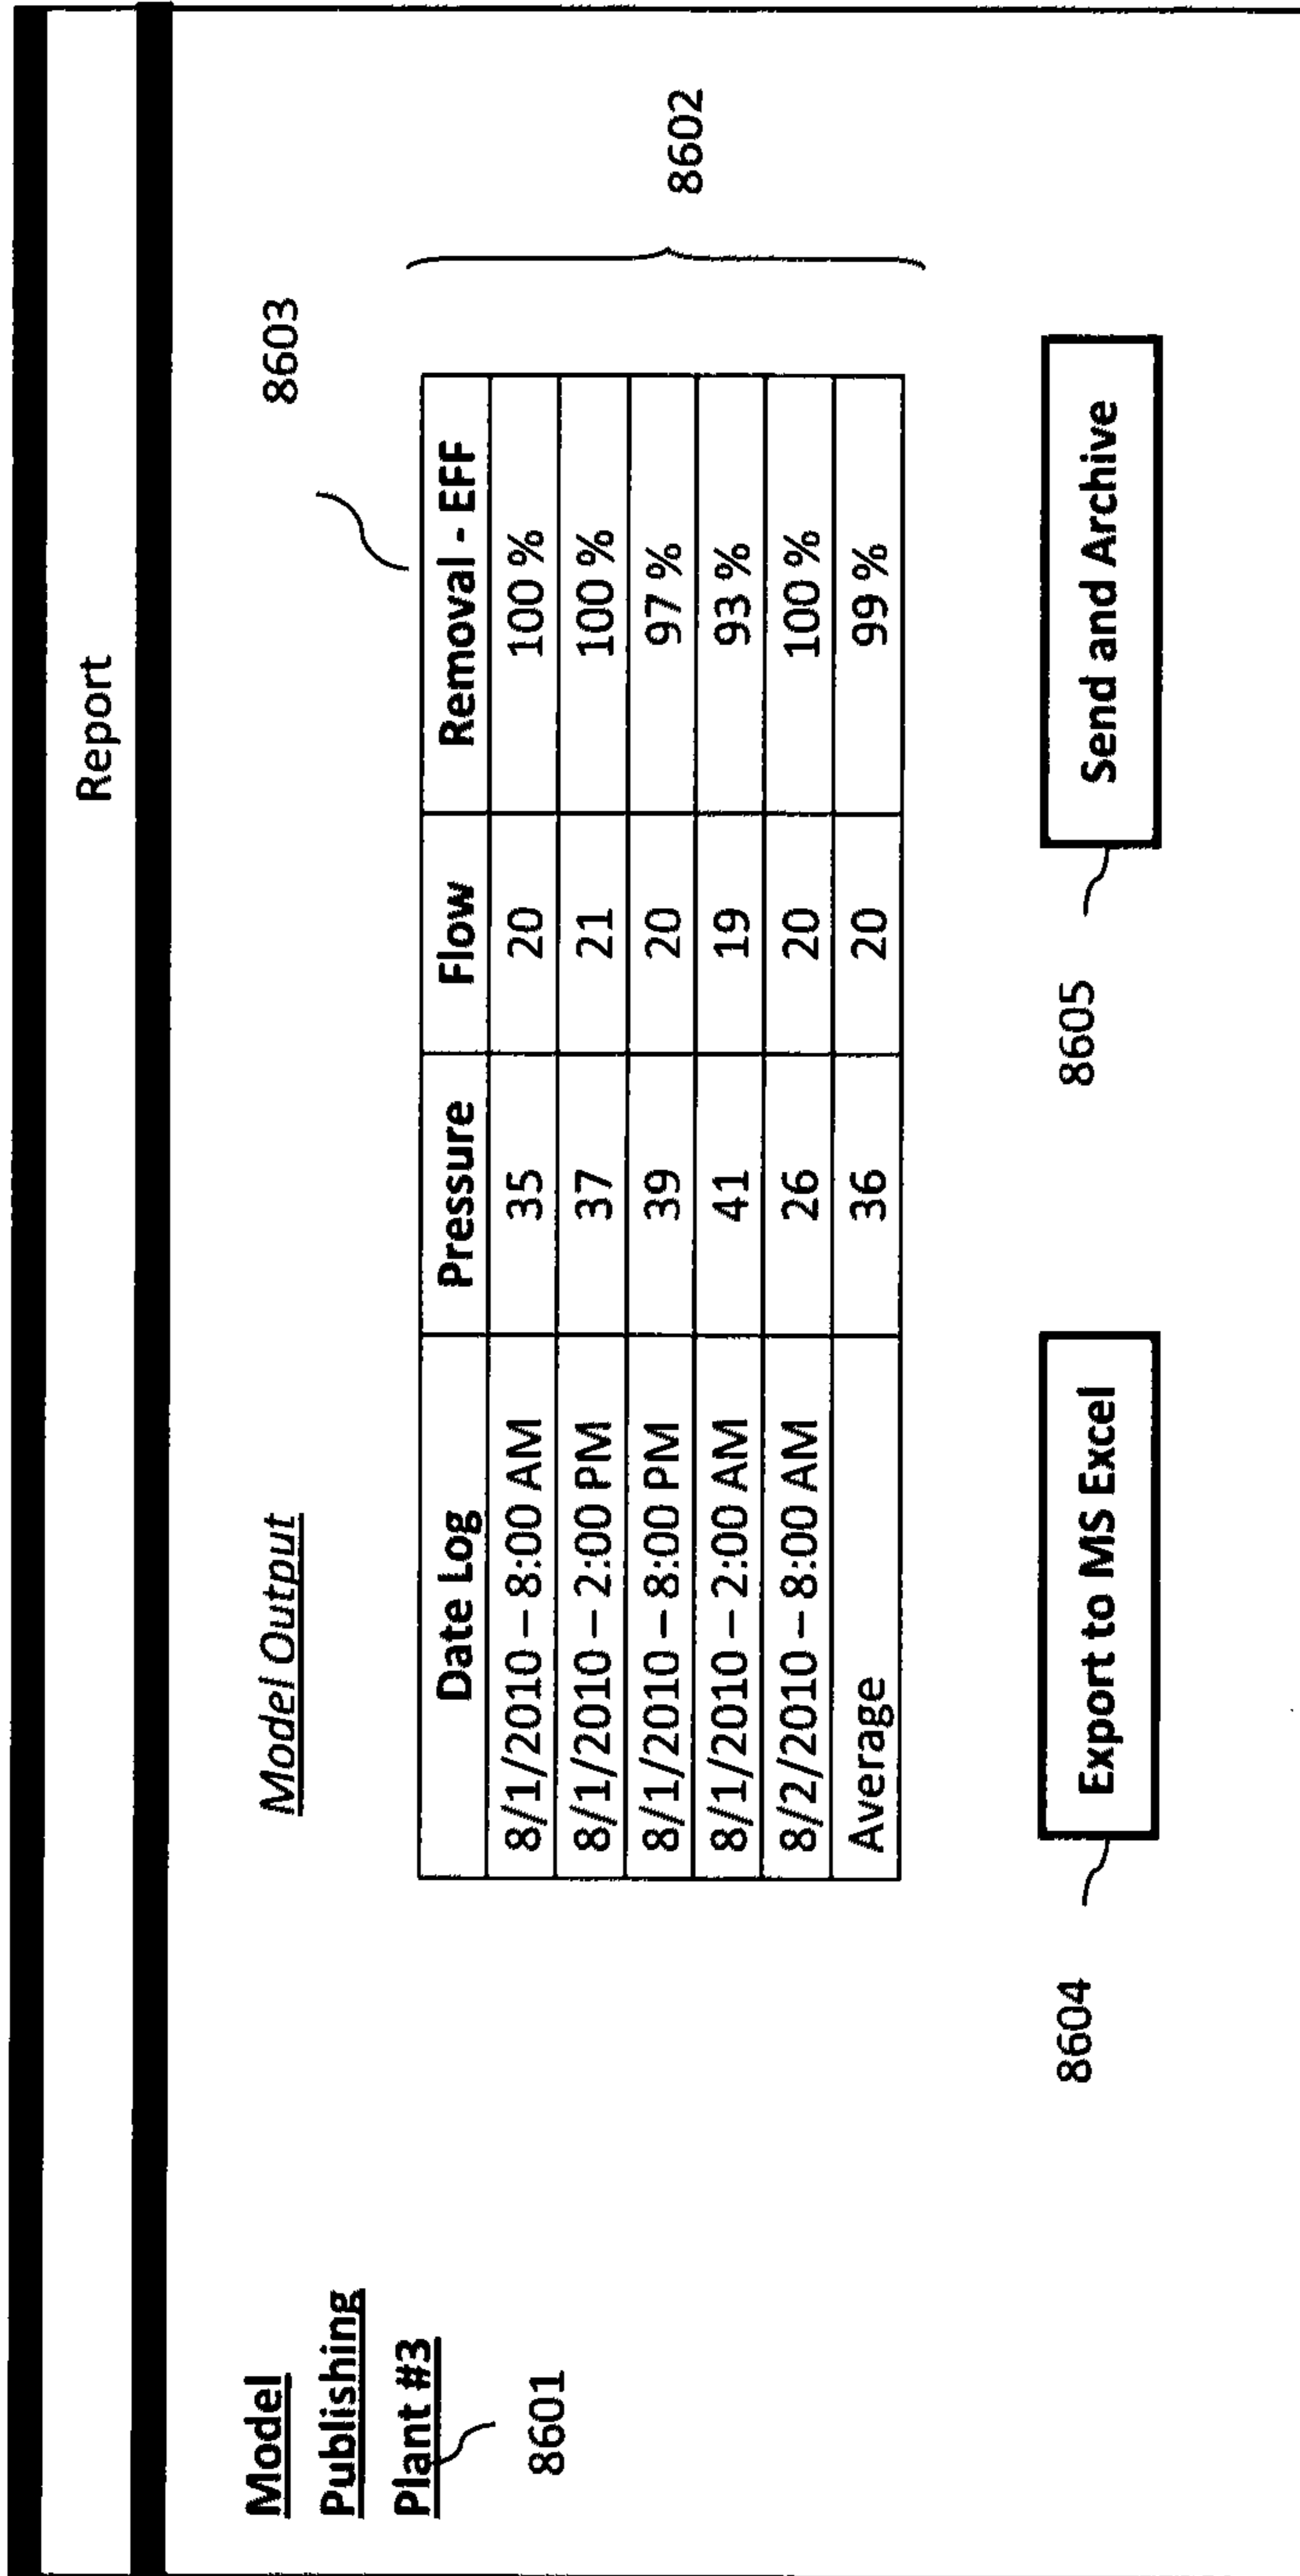 Report
Model
Publishing
Plant #3
8601
Model Output
8603
Date Log Pressure Flow Removal - EFF
8/1/2010 – 8:00 AM 35 20 100 %
8/1/2010 – 2:00 PM 37 21 100 %
8/1/2010 – 8:00 PM 39 20 97 %
8/1/2010 – 2:00 AM 41 19 93 %
8/2/2010 – 8:00 AM 26 20 100 %
Average 36 20 99 %
8602
8604
Export to MS Excel
8605
Send and Archive